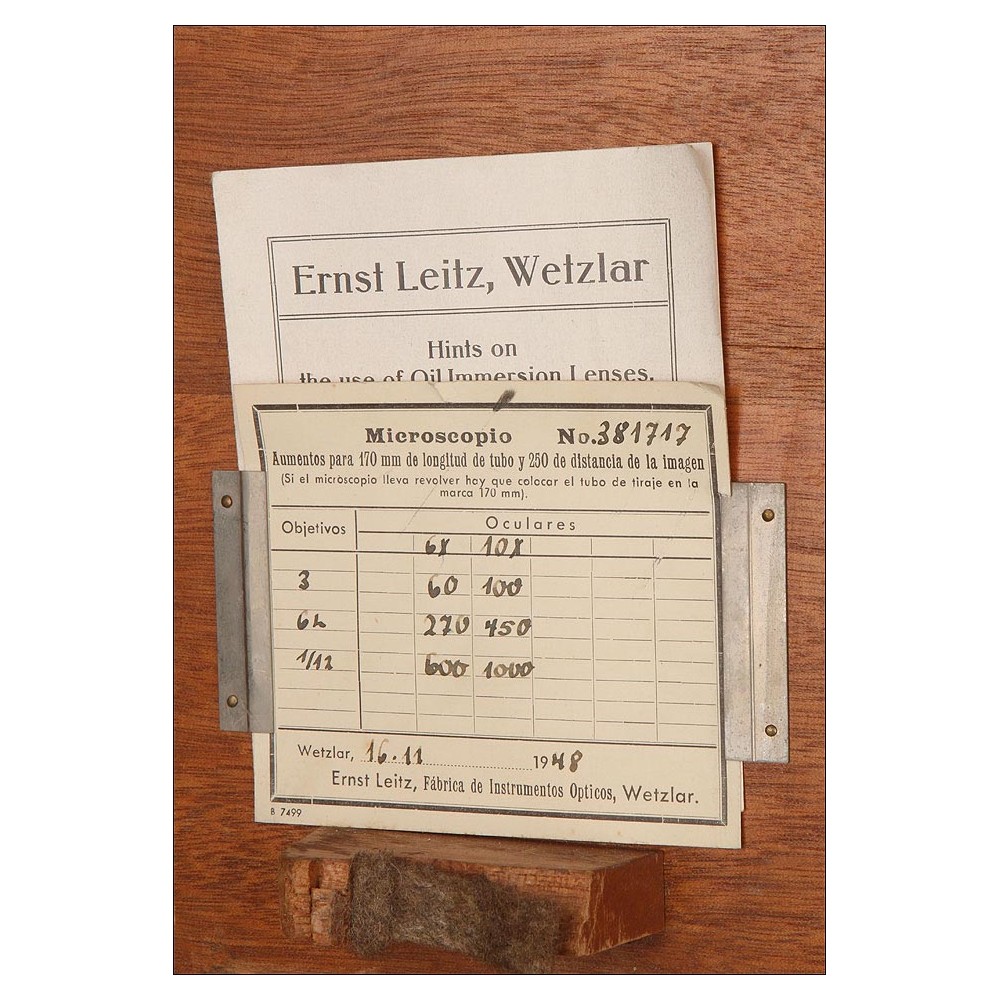 Ernst Leitz, Wetzlar
Hints on
the use of Oil Immersion Lenses.
Microscopio No. 381717
Aumentos para 170 mm de longitud de tubo y 250 de distancia de la imagen
(Si el microscopio lleva revolver hay que colocar el tubo de tiraje en la
marca 170 mm).
Objetivos Oculares
6X 10X
3 60 100
6L 270 450
1/12 600 1000
Wetzlar, 16.11 1948
Ernst Leitz, Fábrica de Instrumentos Opticos, Wetzlar.
B 7499